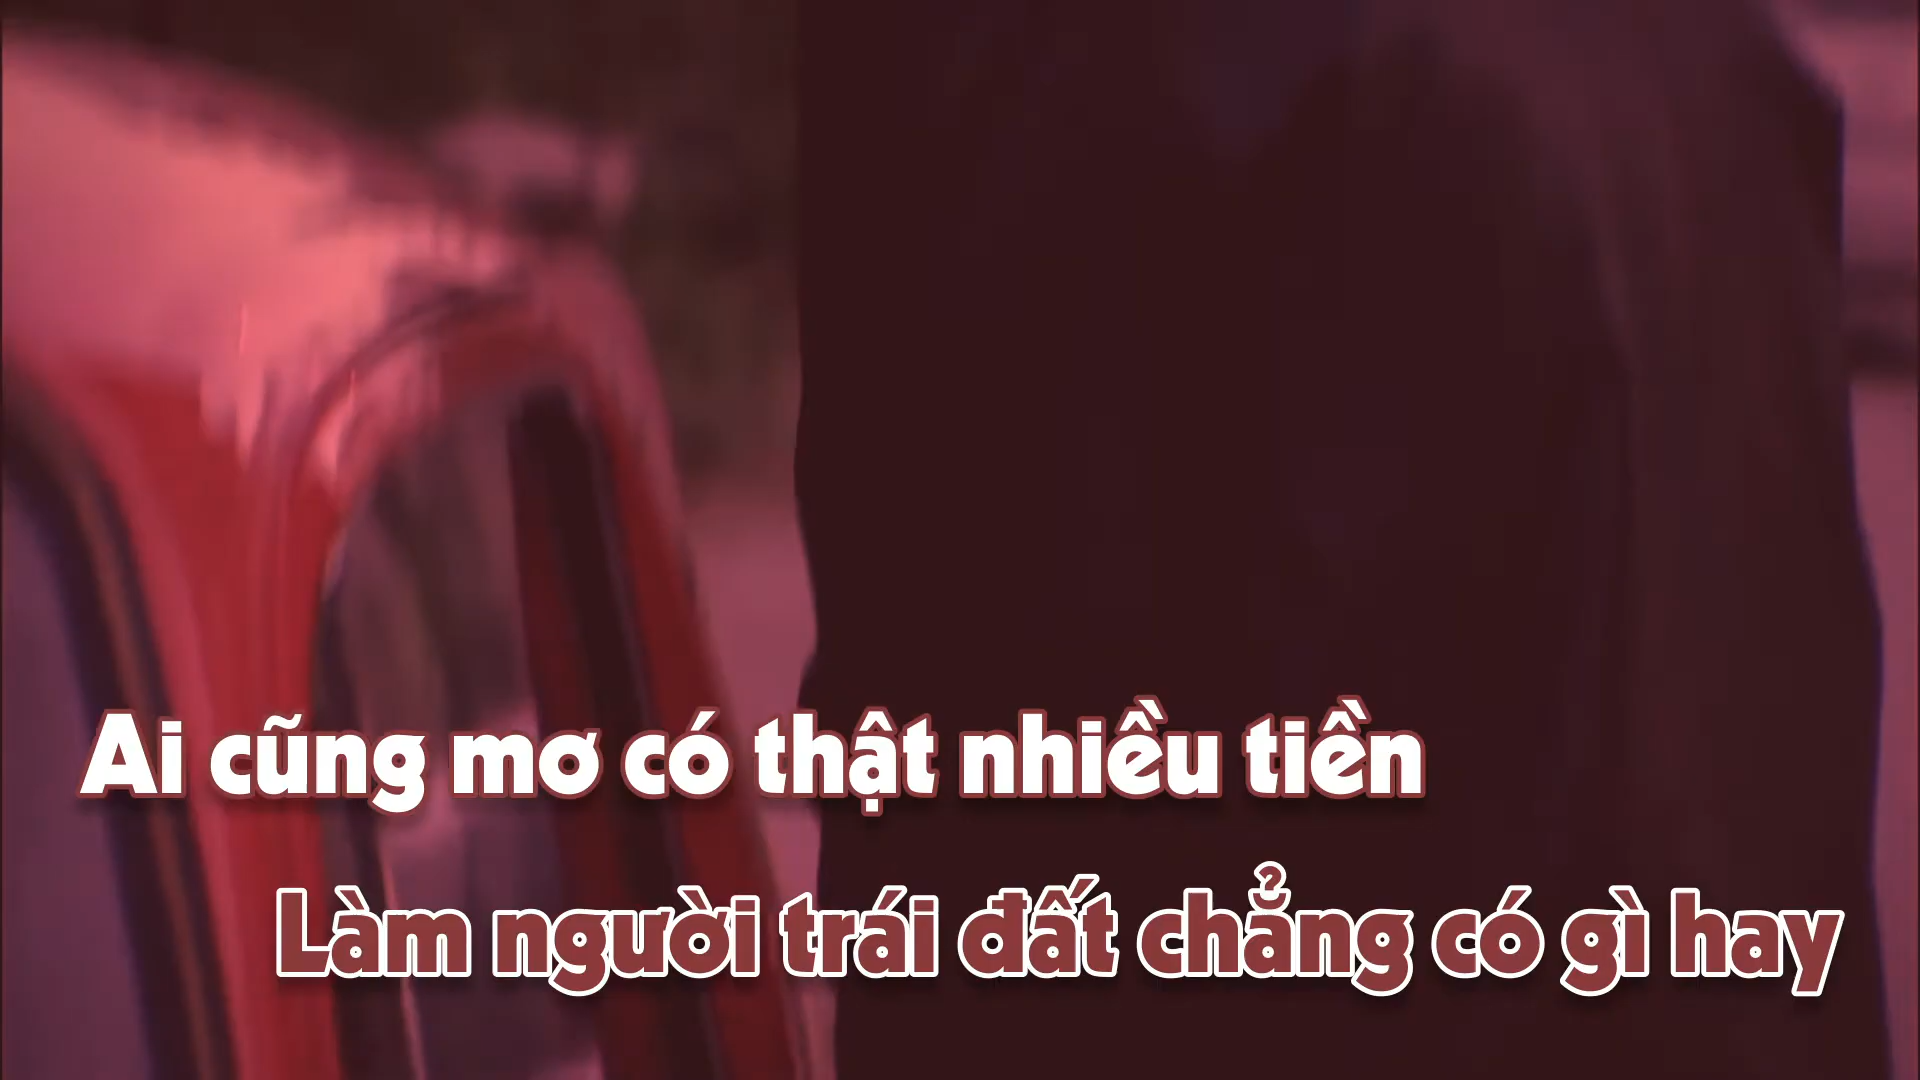 Ai cũng mơ có thật nhiều tiền
Làm người trái đất chẳng có gì hay